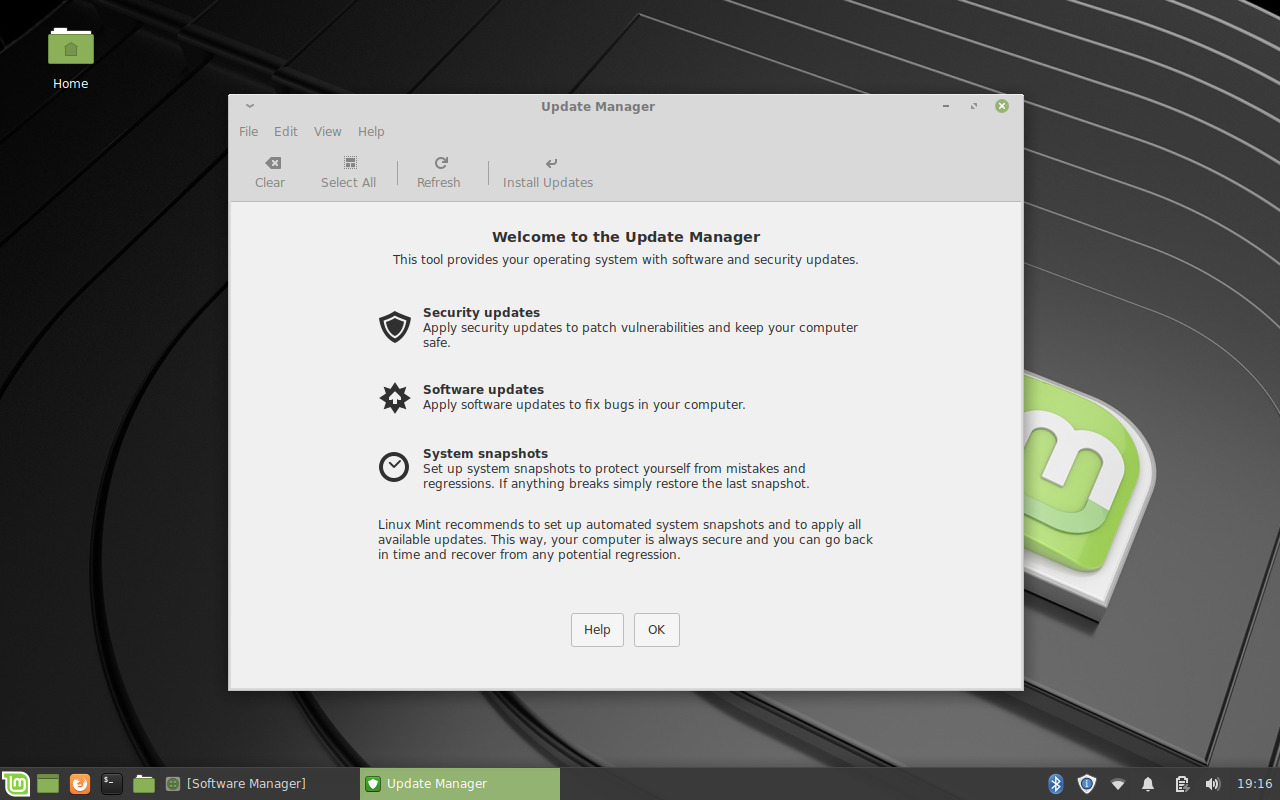 Home
Update Manager
File Edit View Help
Clear Select All Refresh Install Updates
Welcome to the Update Manager
This tool provides your operating system with software and security updates.
Security updates
Apply security updates to patch vulnerabilities and keep your computer
safe.
Software updates
Apply software updates to fix bugs in your computer.
System snapshots
Set up system snapshots to protect yourself from mistakes and
regressions. If anything breaks simply restore the last snapshot.
Linux Mint recommends to set up automated system snapshots and to apply all
available updates. This way, your computer is always secure and you can go back
in time and recover from any potential regression.
Help OK
[Software Manager] Update Manager 19:16